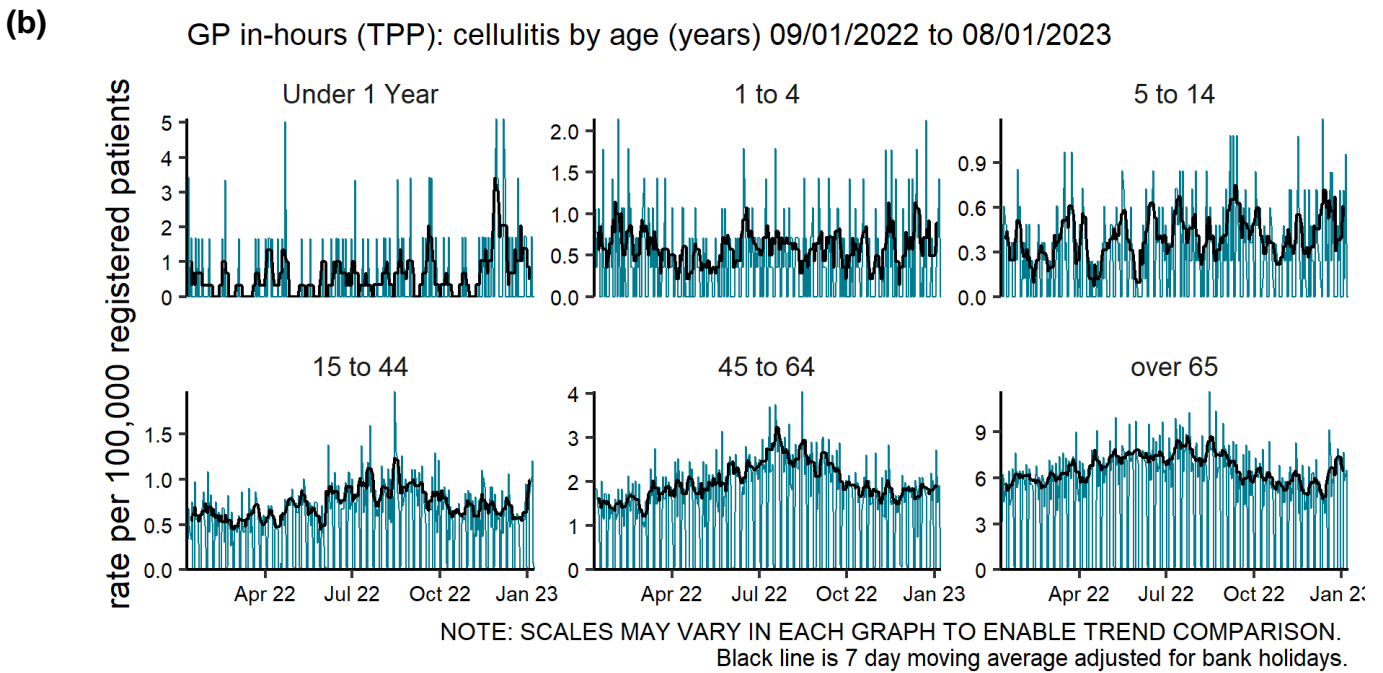 (b)
GP in-hours (TPP): cellulitis by age (years) 09/01/2022 to 08/01/2023
rate per 100,000 registered patients
Under 1 Year
5
4
3
2
1
0
1 to 4
2.0
1.5
1.0
0.5
0.0
5 to 14
0.9
0.6
0.3
0.0
15 to 44
1.5
1.0
0.5
0.0
Apr 22 Jul 22 Oct 22 Jan 23
45 to 64
4
3
2
1
0
Apr 22 Jul 22 Oct 22 Jan 23
over 65
9
6
3
0
Apr 22 Jul 22 Oct 22 Jan 2
NOTE: SCALES MAY VARY IN EACH GRAPH TO ENABLE TREND COMPARISON.
Black line is 7 day moving average adjusted for bank holidays.